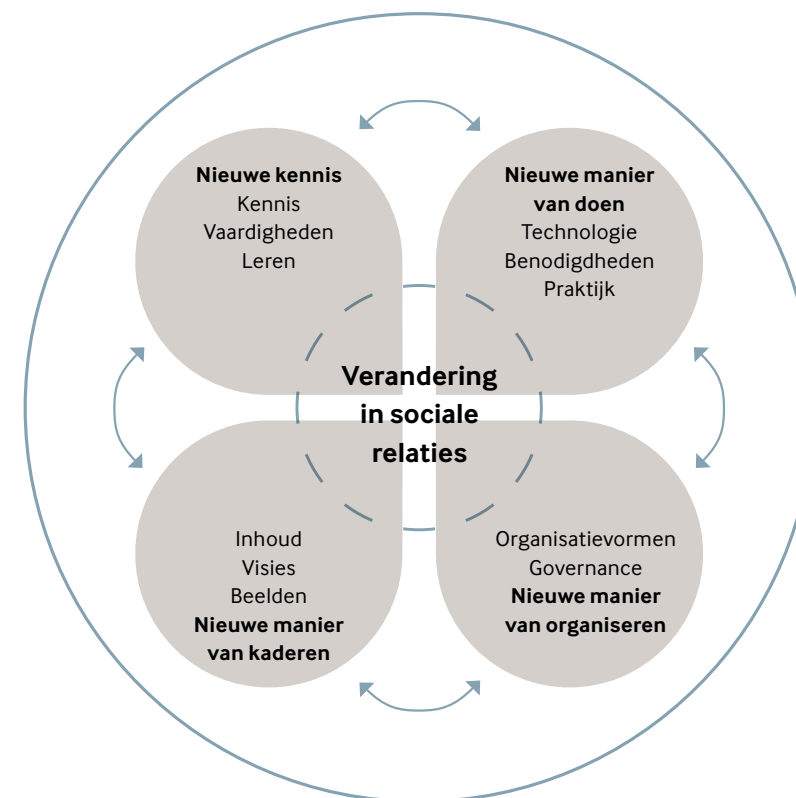 Nieuwe kennis
Kennis
Vaardigheden
Leren
Nieuwe manier
van doen
Technologie
Benodigdheden
Praktijk
Verandering
in sociale
relaties
Inhoud
Visies
Beelden
Nieuwe manier
van kaderen
Organisatievormen
Governance
Nieuwe manier
van organiseren